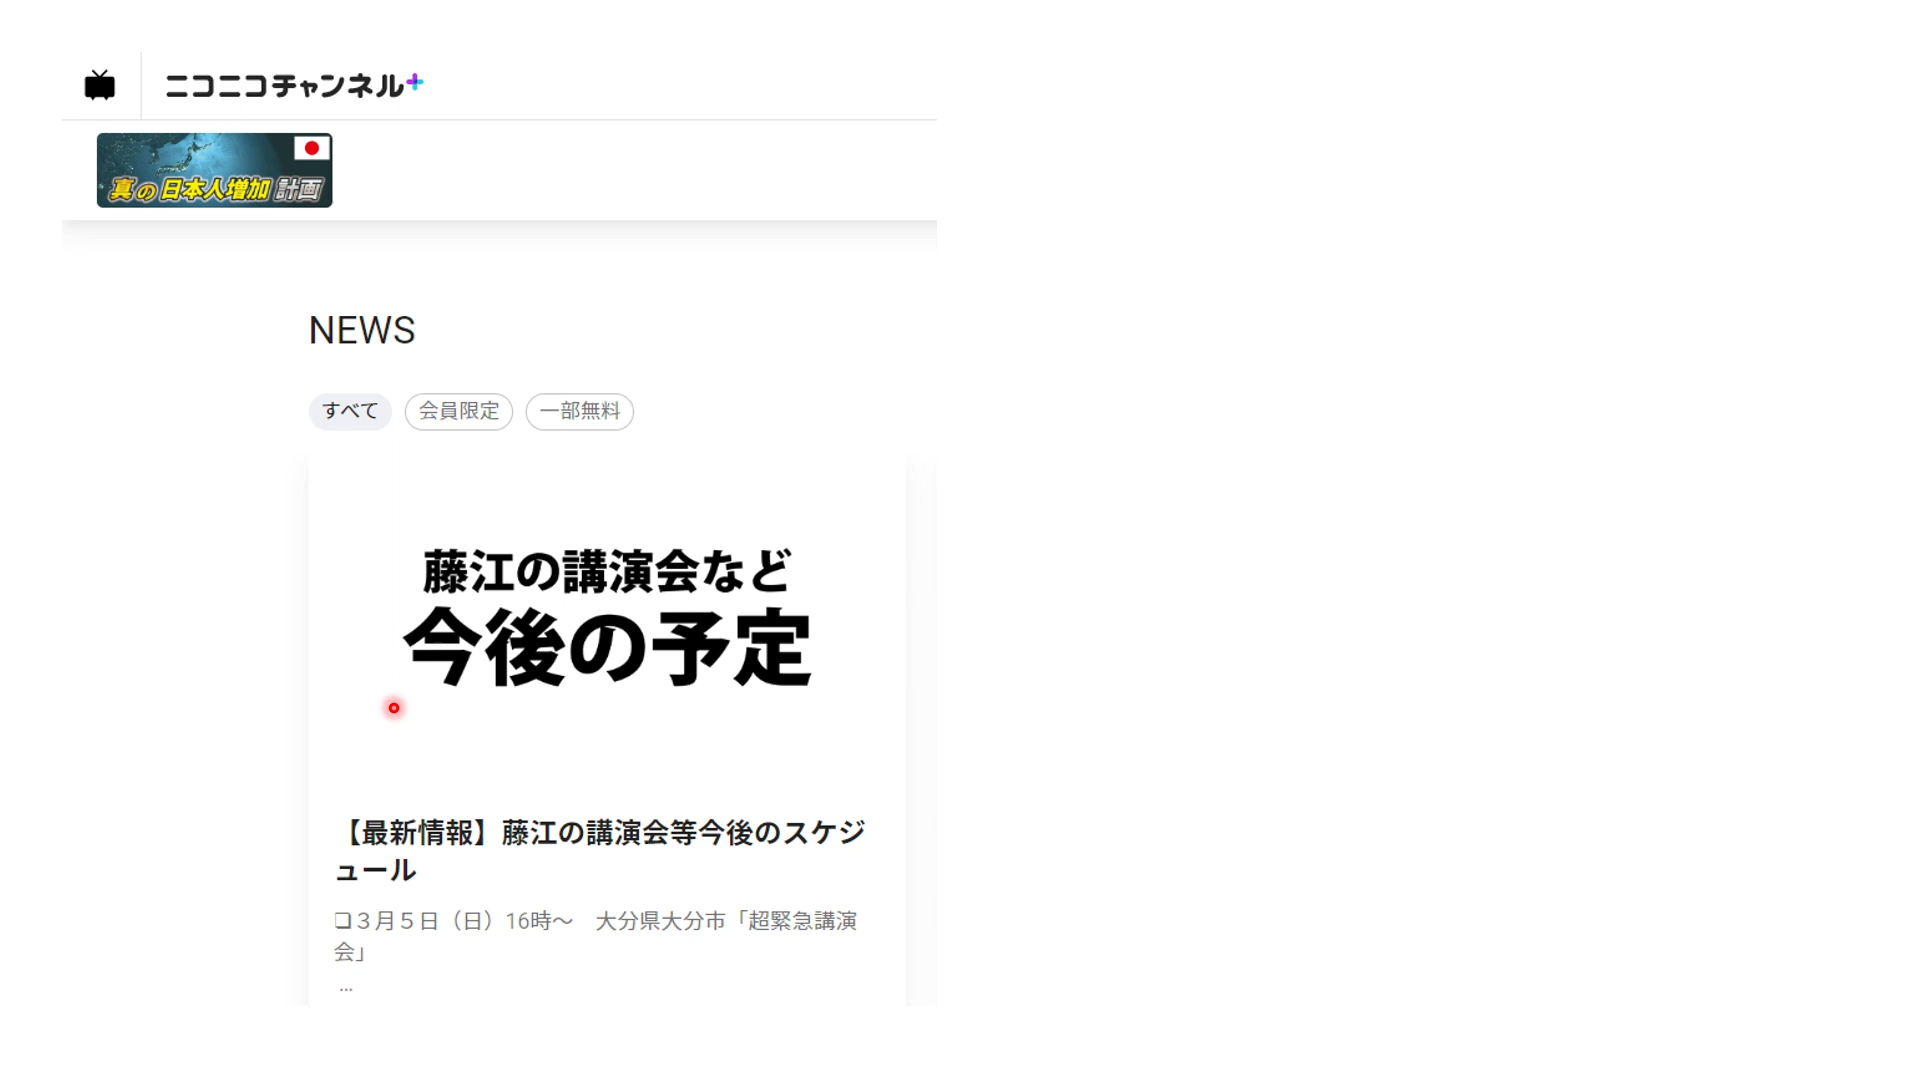 ニコニコチャンネル+
真の日本人増加計画
NEWS
すべて
会員限定
一部無料
藤江の講演会など
今後の予定
【最新情報】藤江の講演会等今後のスケジ
ュール
❏３月５日（日）16時〜　大分県大分市「超緊急講演
会」
...